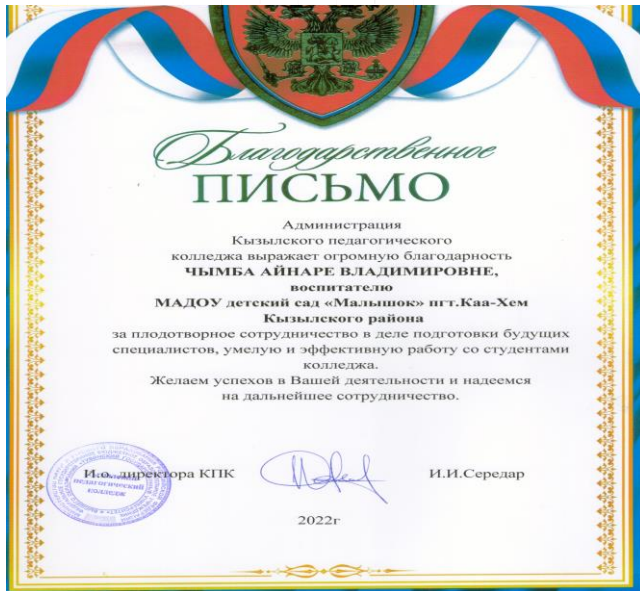 Благодарственное
ПИСЬМО
Администрация
Кызылского педагогического
колледжа выражает огромную благодарность
ЧЫМБА АЙНАРЕ ВЛАДИМИРОВНЕ,
воспитателю
МАДОУ детский сад «Малышок» пгт.Каа-Хем
Кызылского района
за плодотворное сотрудничество в деле подготовки будущих
специалистов, умелую и эффективную работу со студентами
колледжа.
Желаем успехов в Вашей деятельности и надеемся
на дальнейшее сотрудничество.
И.о. директора КПК И.И.Середар
педагогический
колледж
2022г